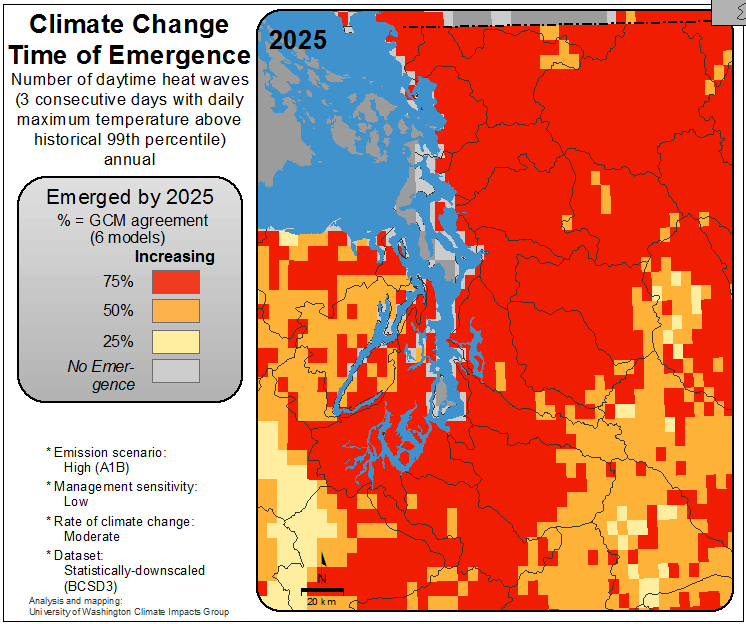 Climate Change
Time of Emergence
Number of daytime heat waves
(3 consecutive days with daily
maximum temperature above
historical 99th percentile)
annual
Emerged by 2025
% = GCM agreement
(6 models)
Increasing
75%
50%
25%
No Emer-
gence
* Emission scenario:
High (A1B)
* Management sensitivity:
Low
* Rate of climate change:
Moderate
* Dataset:
Statistically-downscaled
(BCSD3)
Analysis and mapping:
University of Washington Climate Impacts Group
2025
N
20 km